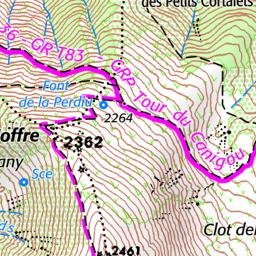 des Petits Cortalets
36, GR T83 - GRP Tour du Canigou
Font
de la Perdiu
2264
offre
2362
any
Sce
Clot de
2461
d's